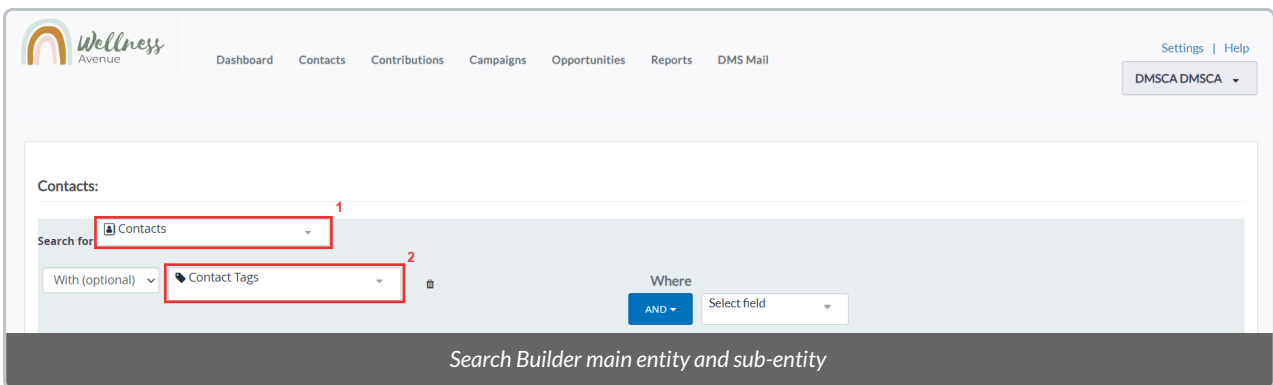 Wellness
Avenue
Dashboard Contacts Contributions Campaigns Opportunities Reports DMS Mail
Settings | Help
DMSCA DMSCA
Contacts:
1
Search for Contacts
2
With (optional) Contact Tags
Where
AND Select field
Search Builder main entity and sub-entity